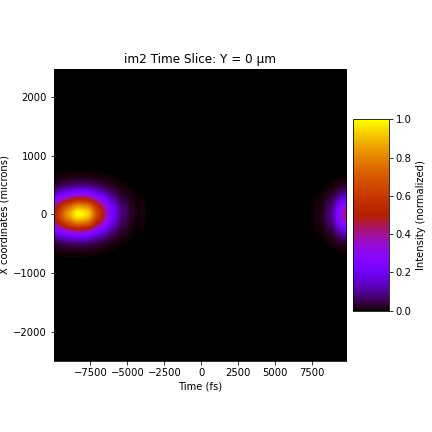 im2 Time Slice: Y = 0 μm
2000
1000
0
−1000
−2000
X coordinates (microns)
−7500 −5000 −2500 0 2500 5000 7500
Time (fs)
1.0
0.8
0.6
0.4
0.2
0.0
Intensity (normalized)